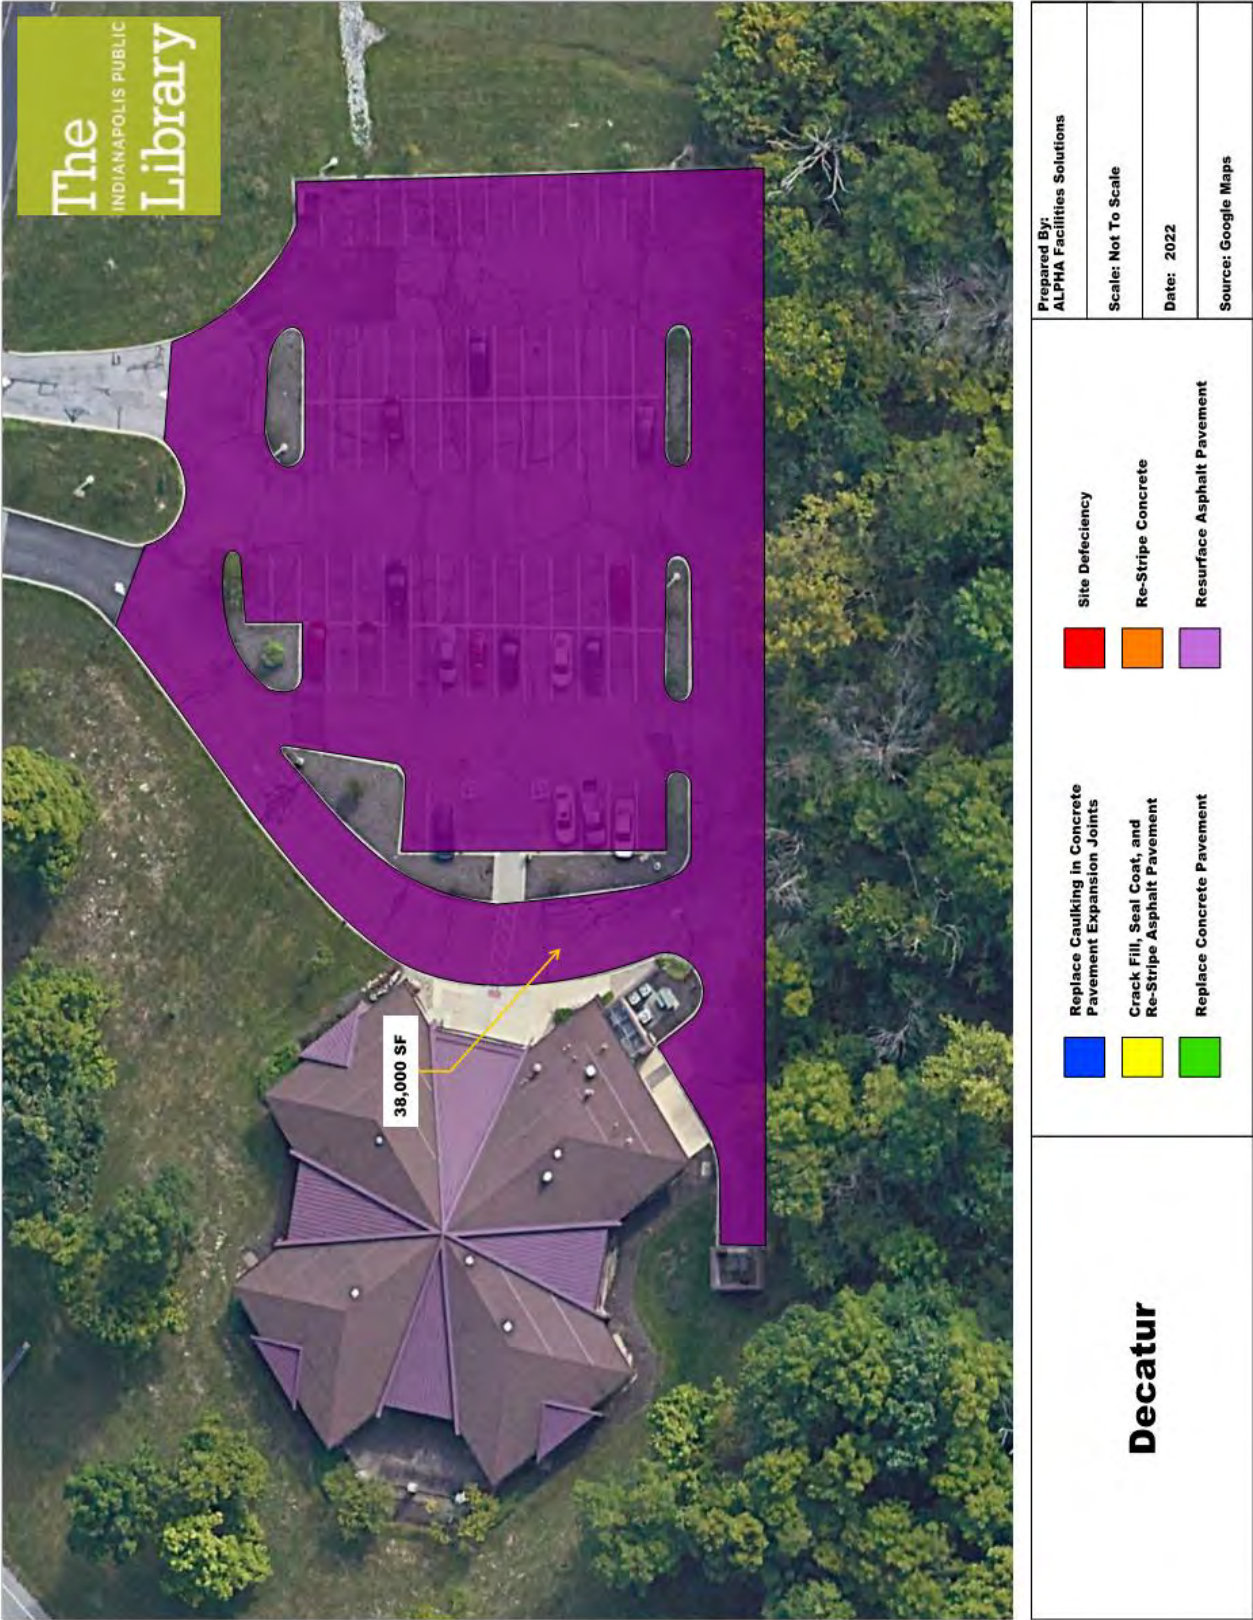 The
INDIANAPOLIS PUBLIC
Library
38,000 SF
Decatur
Replace Caulking in Concrete
Pavement Expansion Joints
Crack Fill, Seal Coat, and
Re-Stripe Asphalt Pavement
Replace Concrete Pavement
Site Defeciency
Re-Stripe Concrete
Resurface Asphalt Pavement
Prepared By:
ALPHA Facilities Solutions
Scale: Not To Scale
Date: 2022
Source: Google Maps